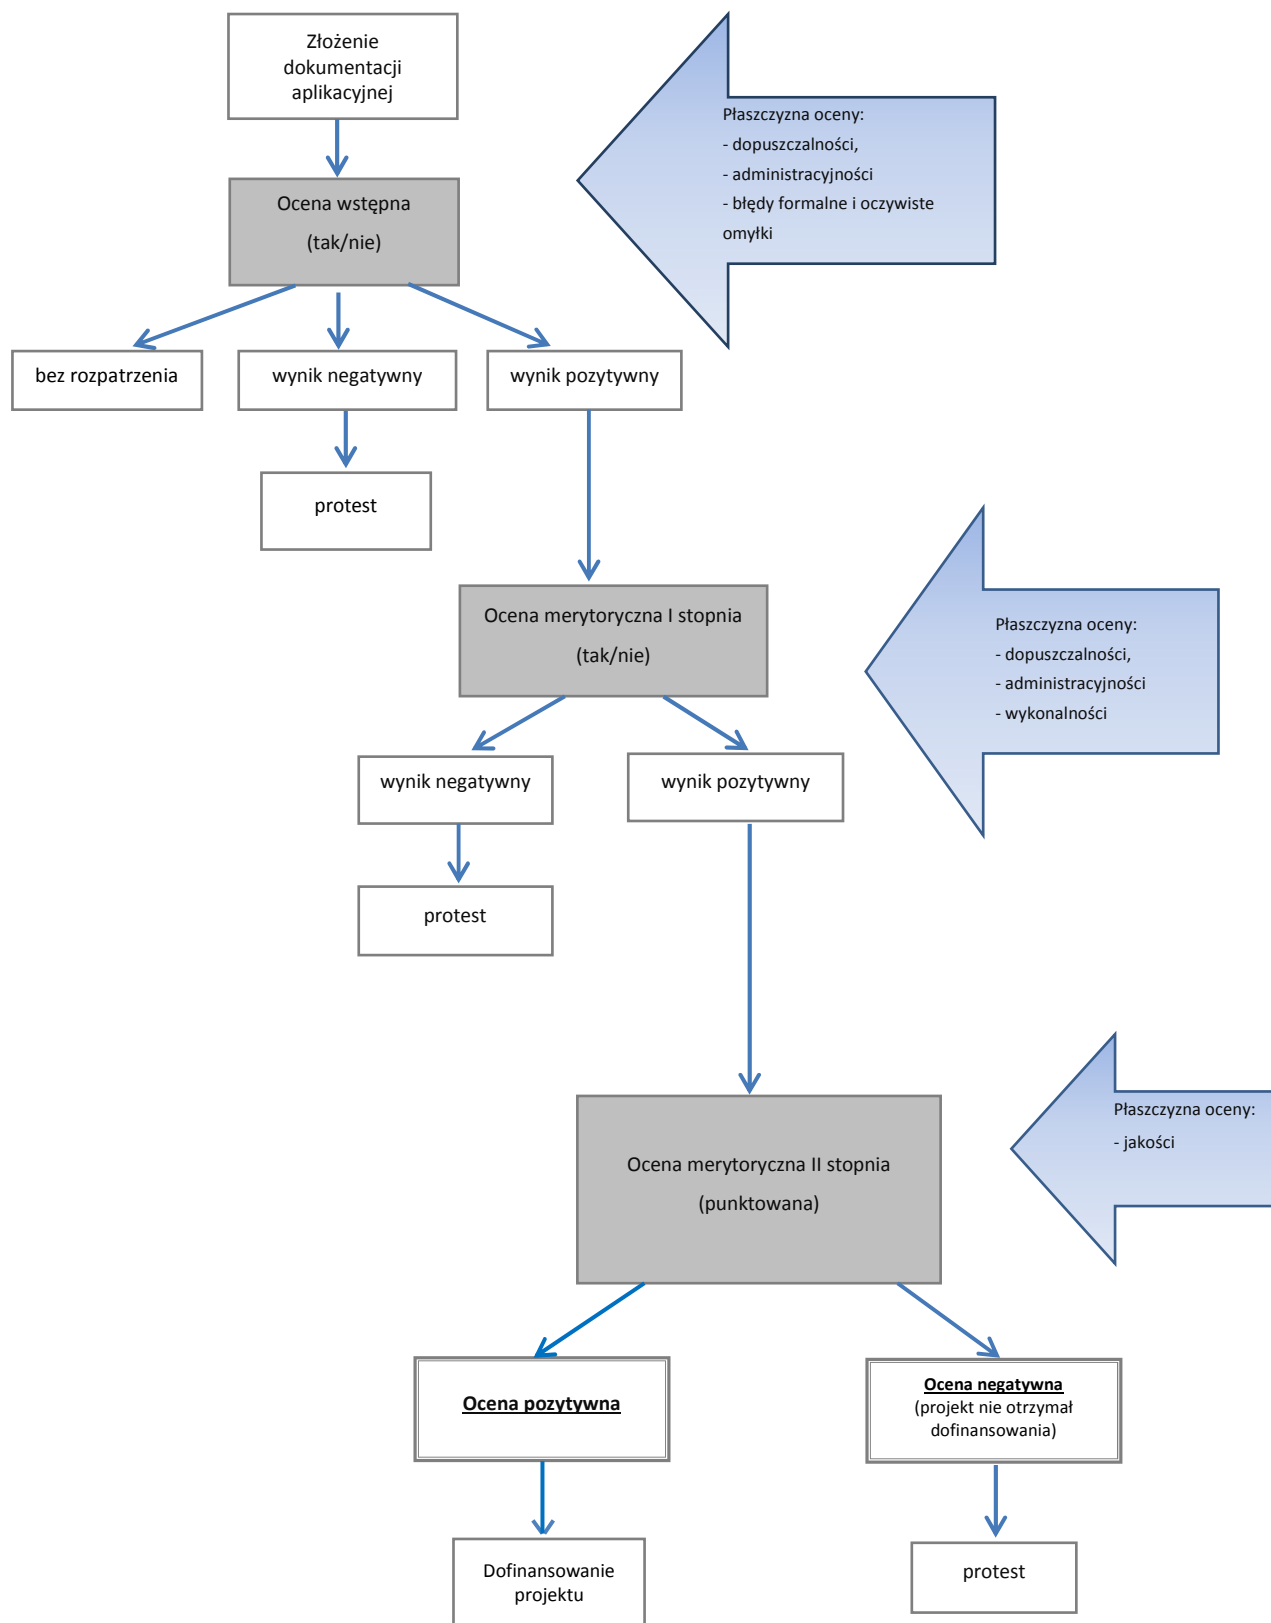 Złożenie
dokumentacji
aplikacyjnej
Płaszczyzna oceny:
- dopuszczalności,
- administracyjności
- błędy formalne i oczywiste
omyłki
Ocena wstępna
(tak/nie)
bez rozpatrzenia
wynik negatywny
wynik pozytywny
protest
Ocena merytoryczna I stopnia
(tak/nie)
Płaszczyzna oceny:
- dopuszczalności,
- administracyjności
- wykonalności
wynik negatywny
wynik pozytywny
protest
Ocena merytoryczna II stopnia
(punktowana)
Płaszczyzna oceny:
- jakości
Ocena pozytywna
Ocena negatywna
(projekt nie otrzymał
dofinansowania)
Dofinansowanie
projektu
protest